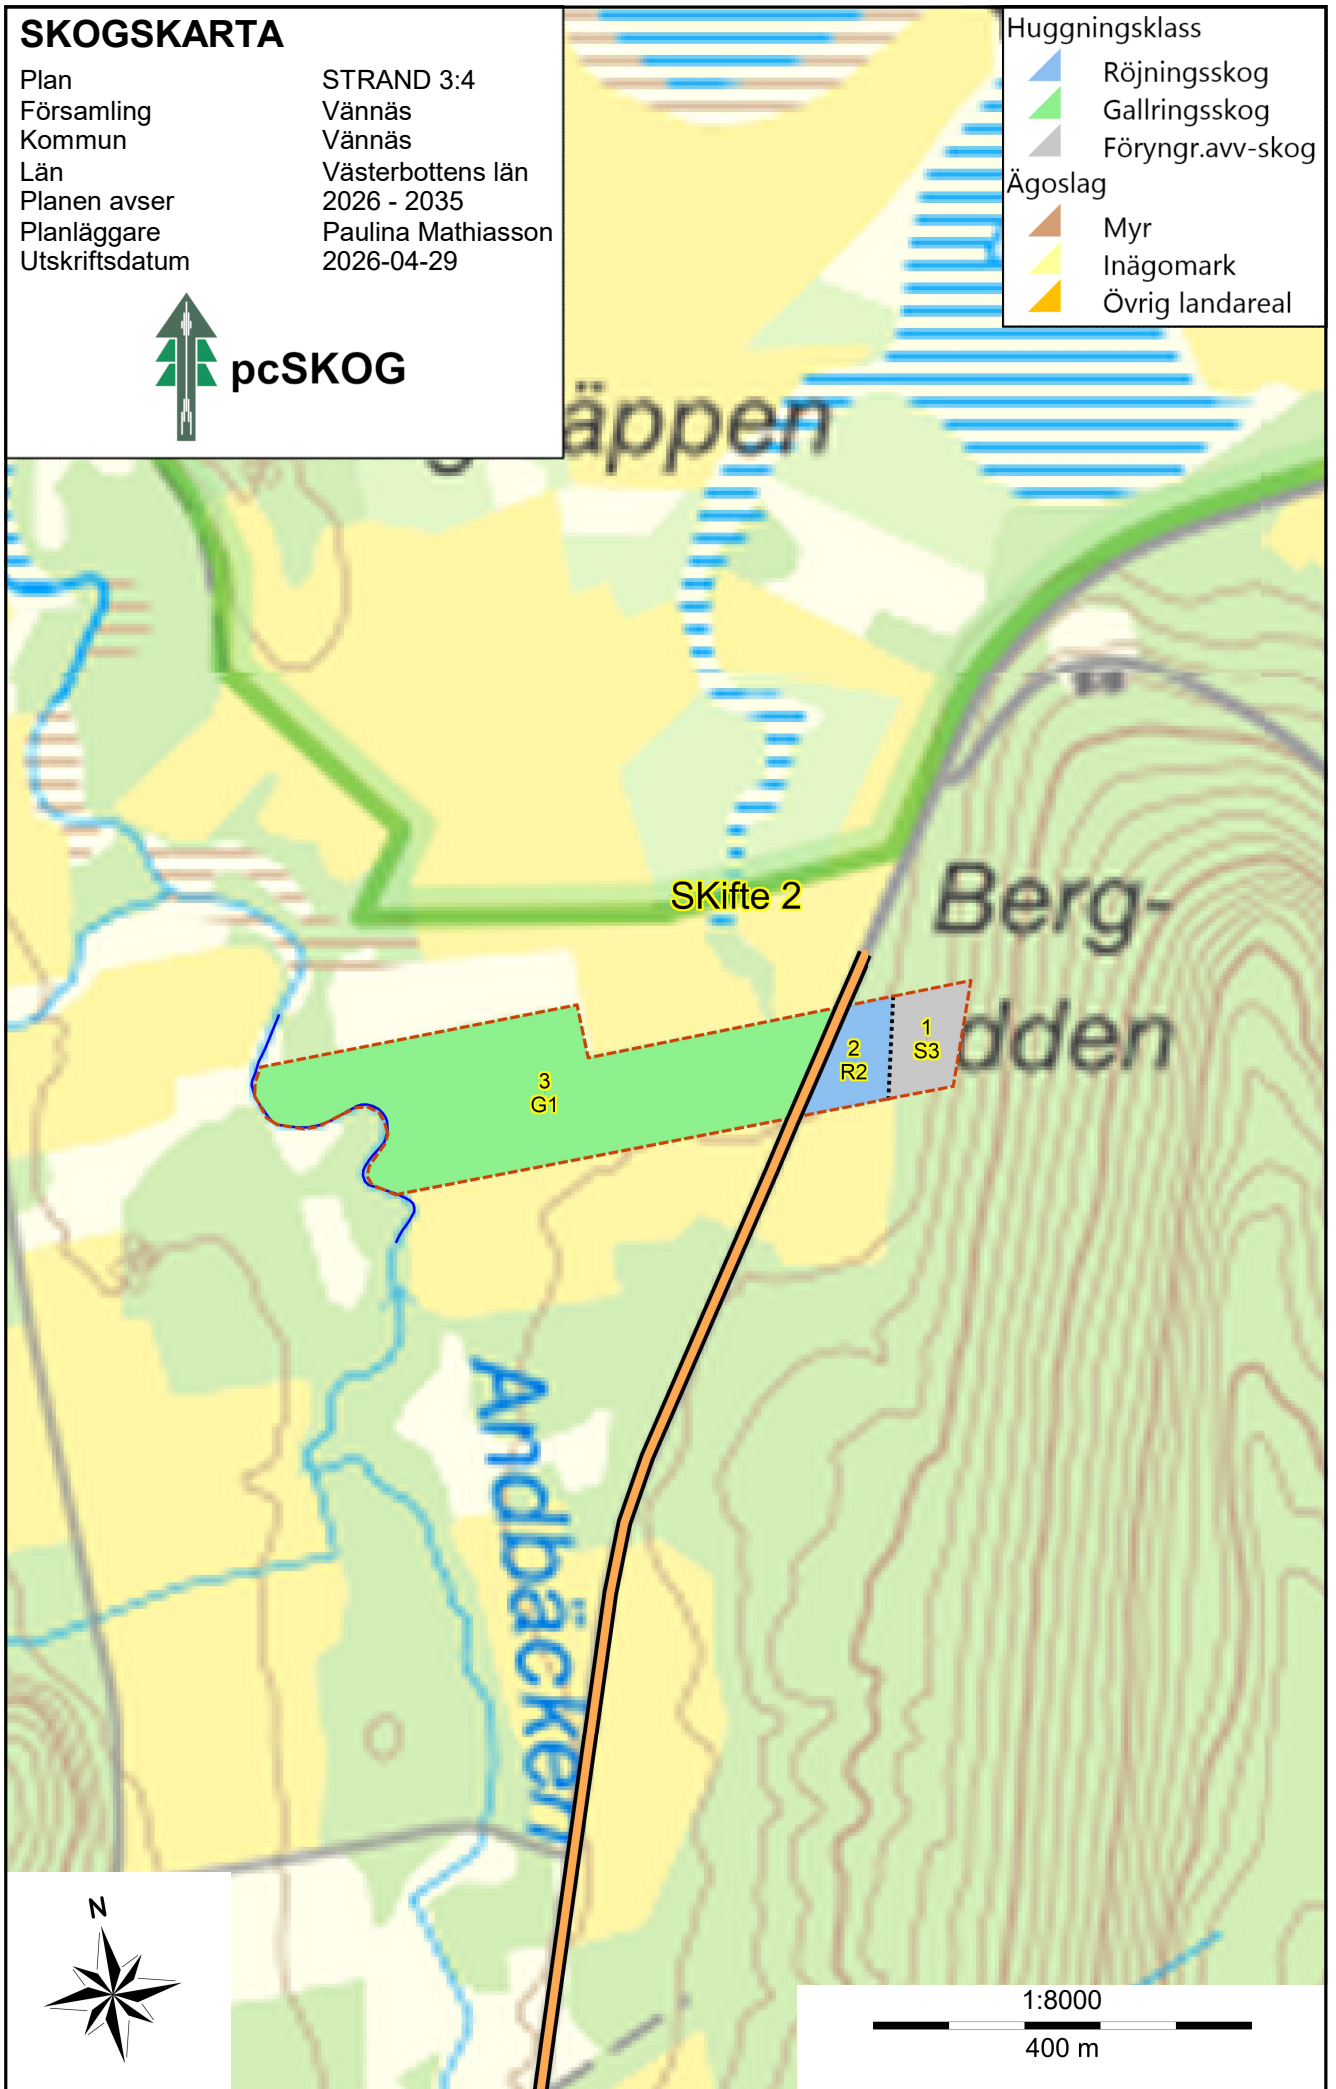 SKOGSKARTA
Plan STRAND 3:4
Församling Vännäs
Kommun Vännäs
Län Västerbottens län
Planen avser 2026 - 2035
Planläggare Paulina Mathiasson
Utskriftsdatum 2026-04-29
pcSKOG
Huggningsklass
Röjningsskog
Gallringsskog
Föryngr.avv-skog
Ägoslag
Myr
Inägomark
Övrig landareal
äppen
SKifte 2
Berg-
dden
1
S3
2
R2
3
G1
Andbäcken
N
1:8000
400 m